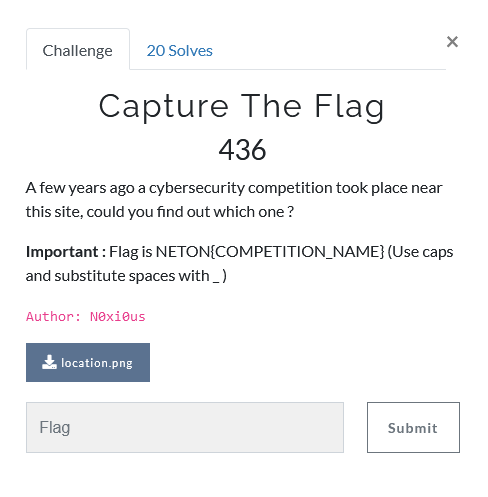 Challenge
20 Solves
×
Capture The Flag
436
A few years ago a cybersecurity competition took place near
this site, could you find out which one ?
Important : Flag is NETON{COMPETITION_NAME} (Use caps
and substitute spaces with _ )
Author: N0xi0us
location.png
Flag
Submit